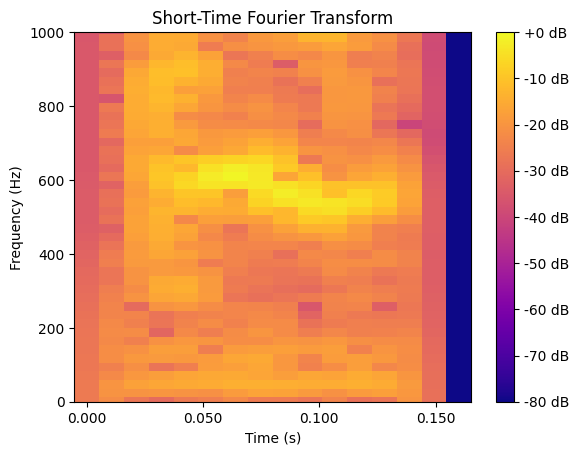 Short-Time Fourier Transform
Frequency (Hz)
1000
800
600
400
200
0
0.000
0.050
0.100
0.150
Time (s)
+0 dB
-10 dB
-20 dB
-30 dB
-40 dB
-50 dB
-60 dB
-70 dB
-80 dB